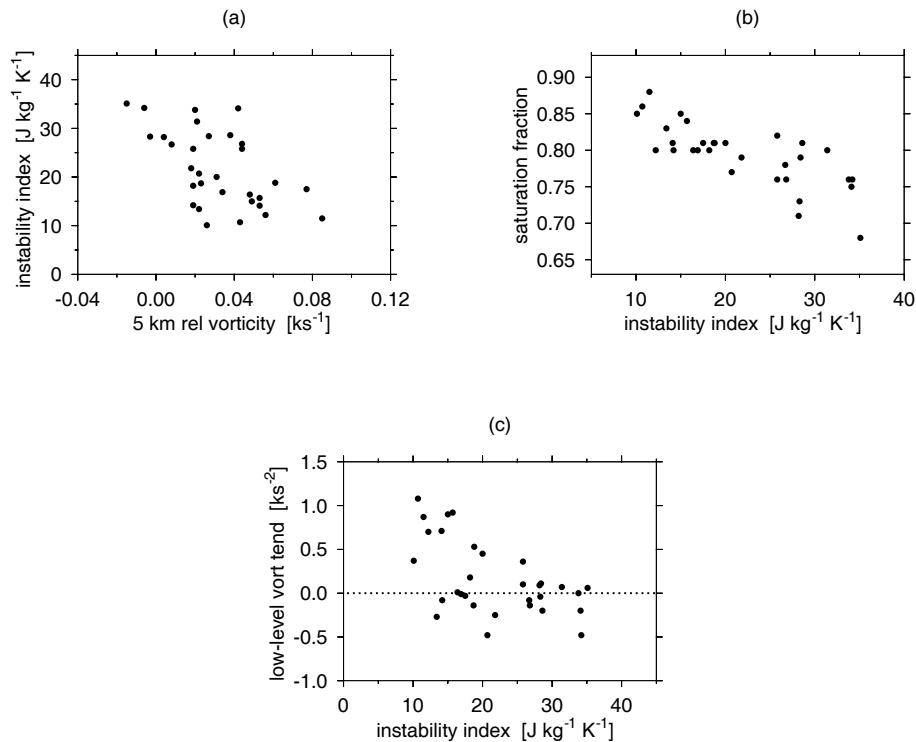 (a)
instability index [J kg-1 K-1]
40
30
20
10
0
-0.04 0.00 0.04 0.08 0.12
5 km rel vorticity [ks-1]
(b)
saturation fraction
0.90
0.85
0.80
0.75
0.70
0.65
10 20 30 40
instability index [J kg-1 K-1]
(c)
low-level vort tend [ks-2]
1.5
1.0
0.5
0.0
-0.5
-1.0
0 10 20 30 40
instability index [J kg-1 K-1]